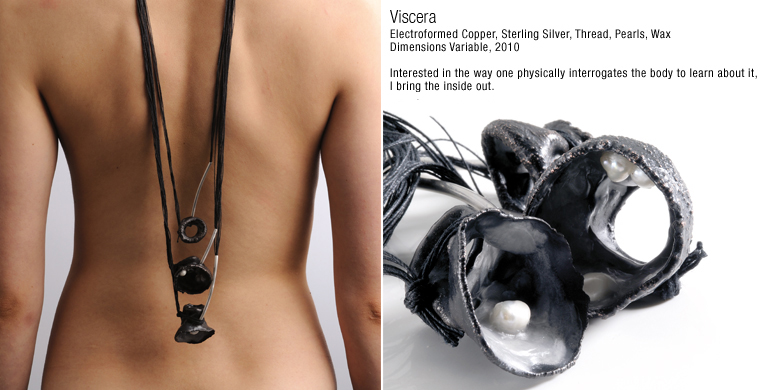 Viscera
Electroformed Copper, Sterling Silver, Thread, Pearls, Wax
Dimensions Variable, 2010
Interested in the way one physically interrogates the body to learn about it,
I bring the inside out.